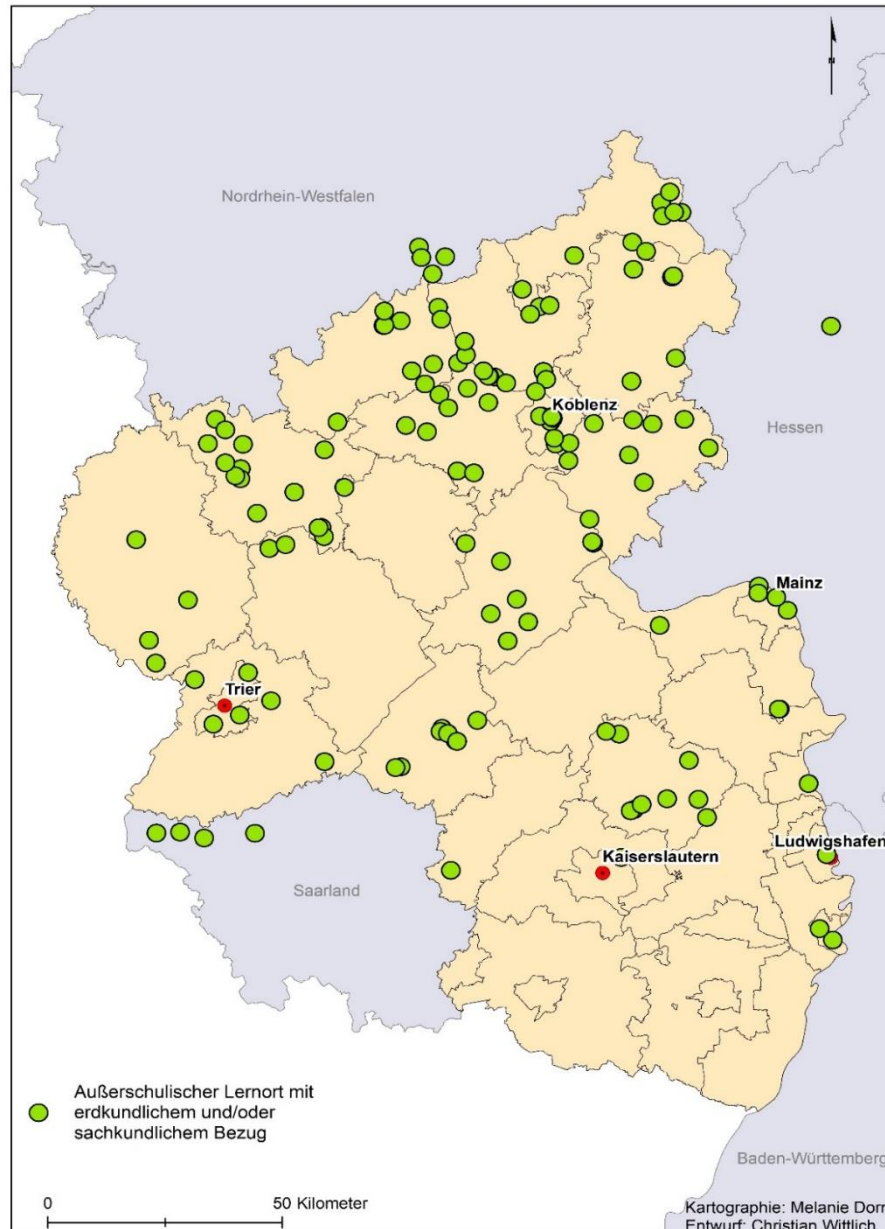 N
Nordrhein-Westfalen
Koblenz
Hessen
Mainz
Trier
Ludwigshafen
Kaiserslautern
Saarland
Außerschulischer Lernort mit
erdkundlichem und/oder
sachkundlichem Bezug
Baden-Württemberg
0 50 Kilometer
Kartographie: Melanie Dorn
Entwurf: Christian Wittlich